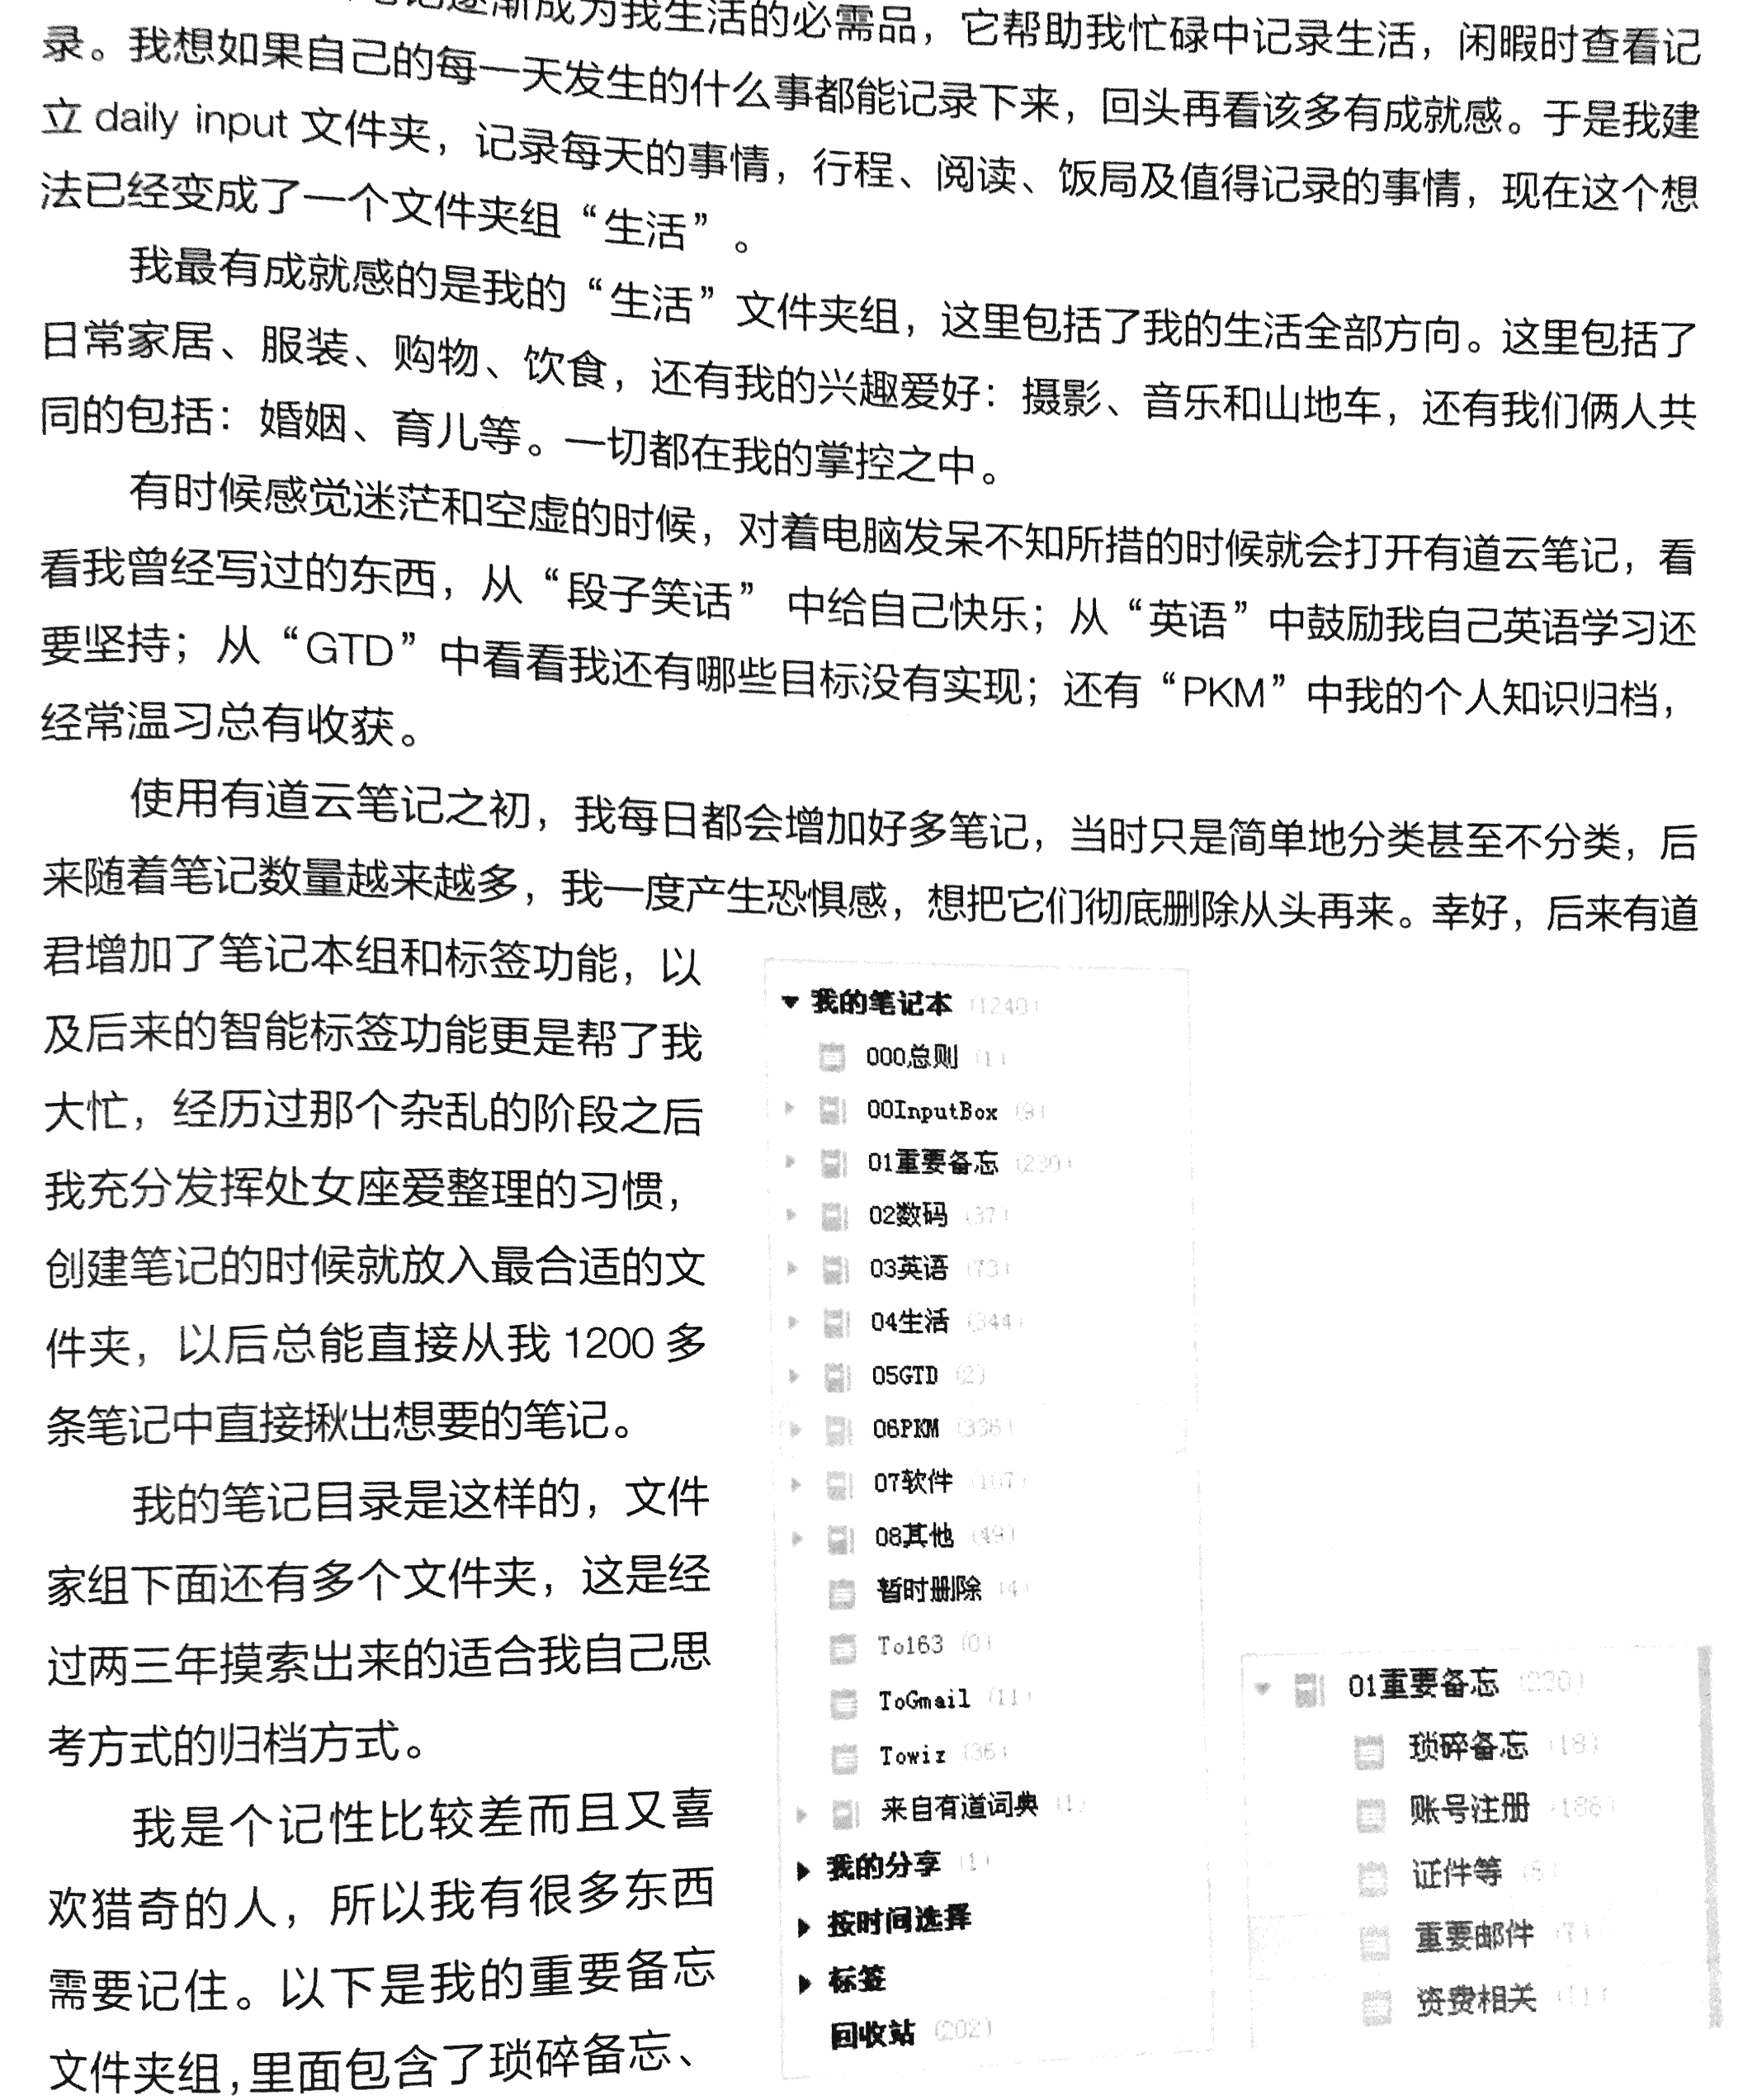 逐渐成为我生活的必需品，它帮助我忙碌中记录生活，闲暇时查看记
录。我想如果自己的每一天发生的什么事都能记录下来，回头再看该多有成就感。于是我建
立 daily input 文件夹，记录每天的事情，行程、阅读、饭局及值得记录的事情，现在这个想
法已经变成了一个文件夹组“生活”。
我最有成就感的是我的“生活”文件夹组，这里包括了我的生活全部方向。这里包括了
日常家居、服装、购物、饮食，还有我的兴趣爱好：摄影、音乐和山地车，还有我们俩人共
同的包括：婚姻、育儿等。一切都在我的掌控之中。
有时候感觉迷茫和空虚的时候，对着电脑发呆不知所措的时候就会打开有道云笔记，看
看我曾经写过的东西，从“段子笑话”中给自己快乐；从“英语”中鼓励我自己英语学习还
要坚持；从“GTD”中看看我还有哪些目标没有实现；还有“PKM”中我的个人知识归档，
经常温习总有收获。
使用有道云笔记之初，我每日都会增加好多笔记，当时只是简单地分类甚至不分类，后
来随着笔记数量越来越多，我一度产生恐惧感，想把它们彻底删除从头再来。幸好，后来有道
君增加了笔记本组和标签功能，以
及后来的智能标签功能更是帮了我
大忙，经历过那个杂乱的阶段之后
我充分发挥处女座爱整理的习惯，
创建笔记的时候就放入最合适的文
件夹，以后总能直接从我 1200 多
条笔记中直接揪出想要的笔记。
我的笔记目录是这样的，文件
家组下面还有多个文件夹，这是经
过两三年摸索出来的适合我自己思
考方式的归档方式。
我是个记性比较差而且又喜
欢猎奇的人，所以我有很多东西
需要记住。以下是我的重要备忘
文件夹组，里面包含了琐碎备忘、
我的笔记本 (1240)
000总则 (1)
00InputBox (9)
01重要备忘 (230)
02数码 (37)
03英语 (73)
04生活 (344)
05GTD (2)
06PKM (336)
07软件 (107)
08其他 (49)
暂时删除 (4)
To163 (0)
ToGmail (11)
Towiz (36)
来自有道词典 (1)
我的分享 (1)
按时间选择
标签
回收站 (202)
01重要备忘 (230)
琐碎备忘 (18)
账号注册
证件等
重要邮件 (7)
资费相关 (11)